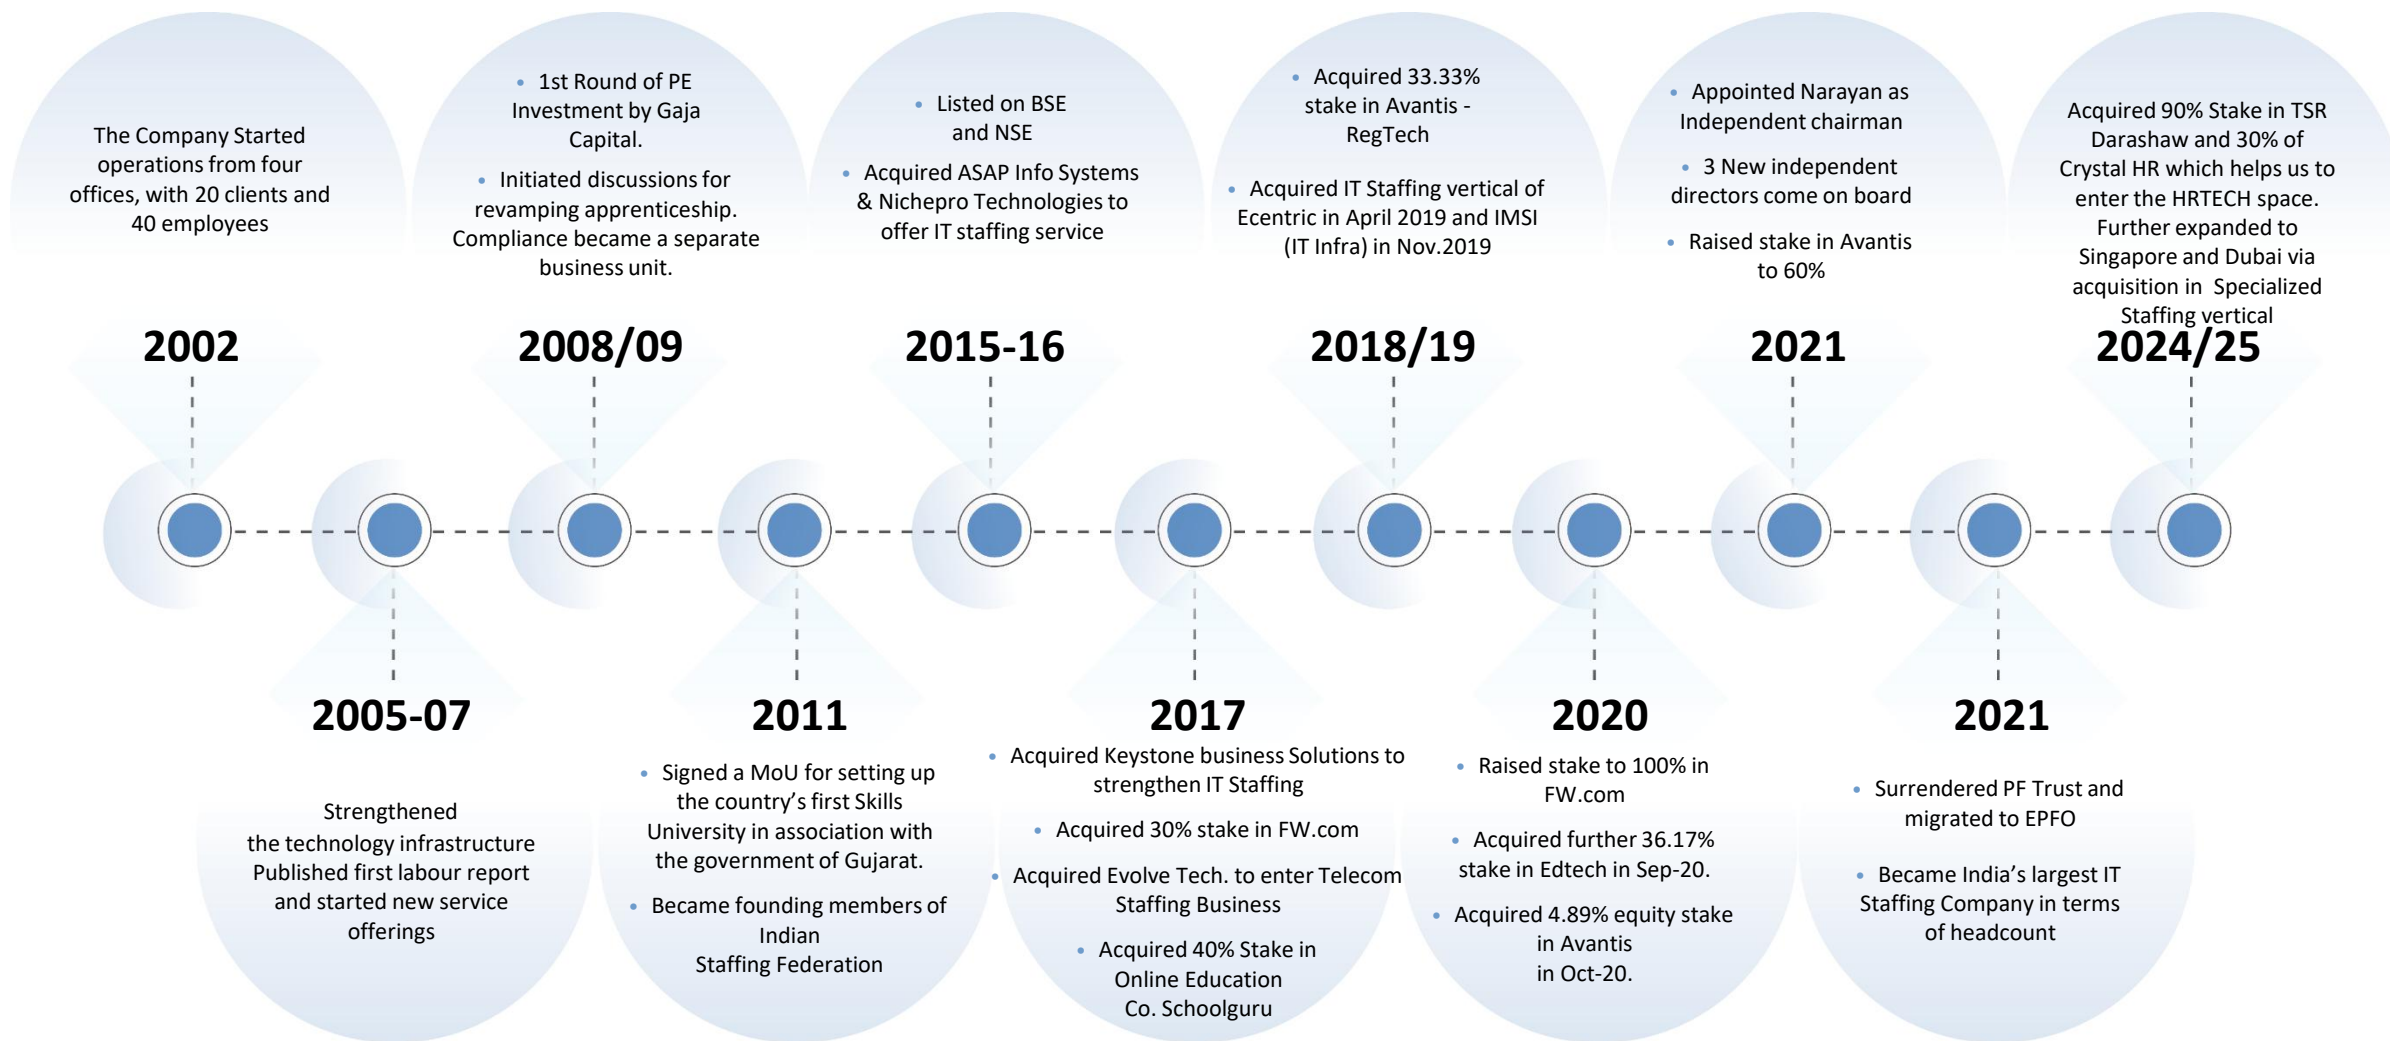 The Company Started
operations from four
offices, with 20 clients and
40 employees
2002
Strengthened
the technology infrastructure
Published first labour report
and started new service
offerings
2005-07
• 1st Round of PE
Investment by Gaja
Capital.
• Initiated discussions for
revamping apprenticeship.
Compliance became a separate
business unit.
2008/09
2011
• Signed a MoU for setting up
the country’s first Skills
University in association with
the government of Gujarat.
• Became founding members of
Indian
Staffing Federation
• Listed on BSE
and NSE
• Acquired ASAP Info Systems
& Nichepro Technologies to
offer IT staffing service
2015-16
2017
• Acquired Keystone business Solutions to
strengthen IT Staffing
• Acquired 30% stake in FW.com
• Acquired Evolve Tech. to enter Telecom
Staffing Business
• Acquired 40% Stake in
Online Education
Co. Schoolguru
• Acquired 33.33%
stake in Avantis -
RegTech
• Acquired IT Staffing vertical of
Ecentric in April 2019 and IMSI
(IT Infra) in Nov.2019
2018/19
2020
• Raised stake to 100% in
FW.com
• Acquired further 36.17%
stake in Edtech in Sep-20.
• Acquired 4.89% equity stake
in Avantis
in Oct-20.
• Appointed Narayan as
Independent chairman
• 3 New independent
directors come on board
• Raised stake in Avantis
to 60%
2021
2021
• Surrendered PF Trust and
migrated to EPFO
• Became India’s largest IT
Staffing Company in terms
of headcount
Acquired 90% Stake in TSR
Darashaw and 30% of
Crystal HR which helps us to
enter the HRTECH space.
Further expanded to
Singapore and Dubai via
acquisition in Specialized
Staffing vertical
2024/25